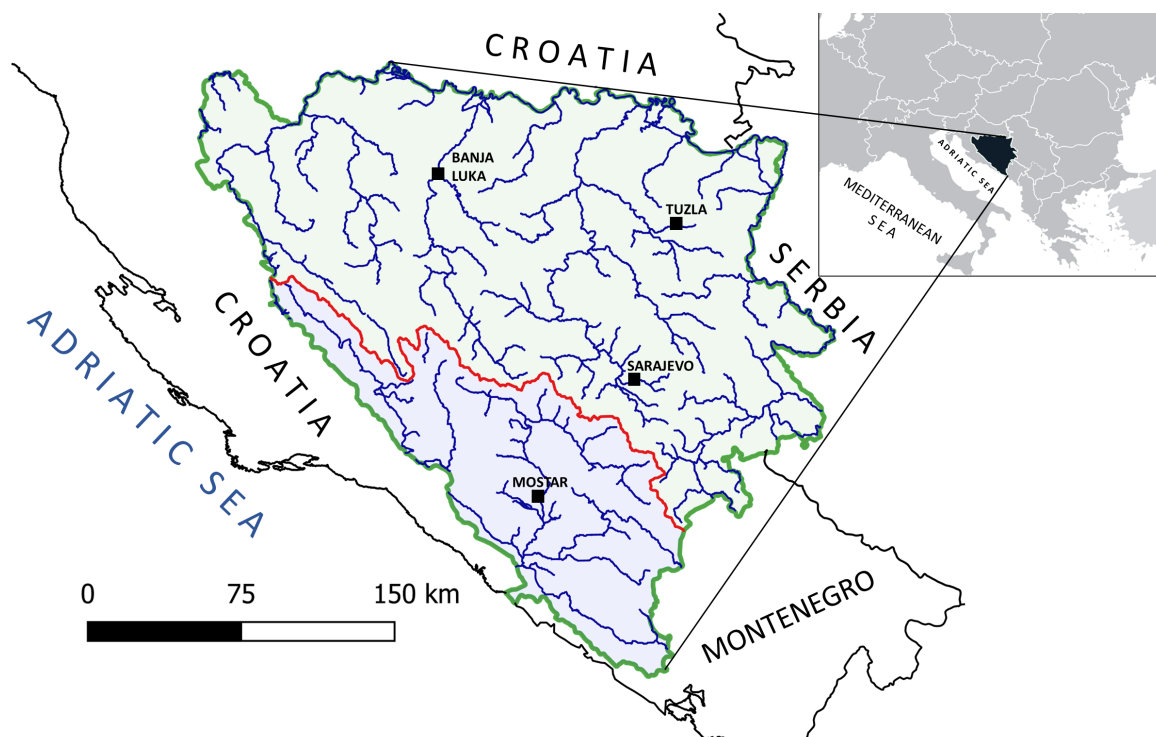 CROATIA
BANJA
LUKA
TUZLA
SERBIA
CROATIA
ADRIATIC SEA
SARAJEVO
MOSTAR
MONTENEGRO
0 75 150 km
ADRIATIC SEA
MEDITERRANEAN
SEA